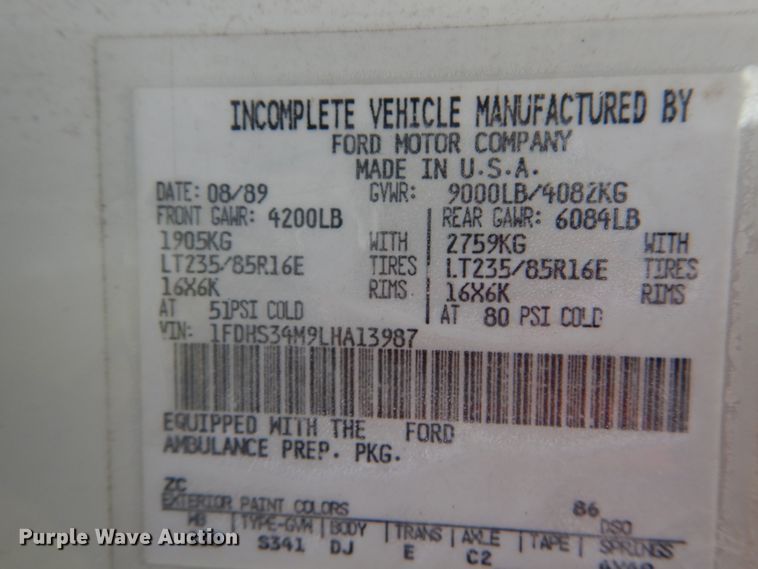 INCOMPLETE VEHICLE MANUFACTURED BY
FORD MOTOR COMPANY
MADE IN U.S.A.
DATE: 08/89 GVWR: 9000LB/4082KG
FRONT GAWR: 4200LB REAR GAWR: 6084LB
1905KG WITH 2759KG WITH
LT235/85R16E TIRES LT235/85R16E TIRES
16X6K RIMS 16X6K RIMS
AT 51PSI COLD AT 80 PSI COLD
VIN: 1FDHS34M9LHA13987
EQUIPPED WITH THE FORD
AMBULANCE PREP. PKG.
ZC
EXTERIOR PAINT COLORS 86 DSO
WB TYPE-GVW BODY TRANS AXLE TAPE SPRINGS
S341 DJ E C2
Purple Wave Auction